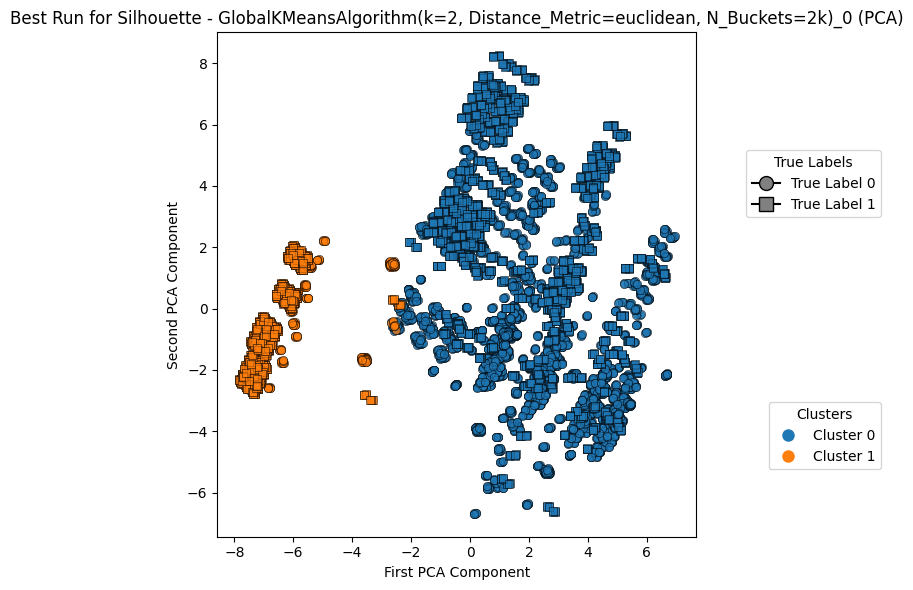 Best Run for Silhouette - GlobalKMeansAlgorithm(k=2, Distance_Metric=euclidean, N_Buckets=2k)_0 (PCA)
8
6
4
2
0
−2
−4
−6
Second PCA Component
−8
−6
−4
−2
0
2
4
6
First PCA Component
True Labels
True Label 0
True Label 1
Clusters
Cluster 0
Cluster 1